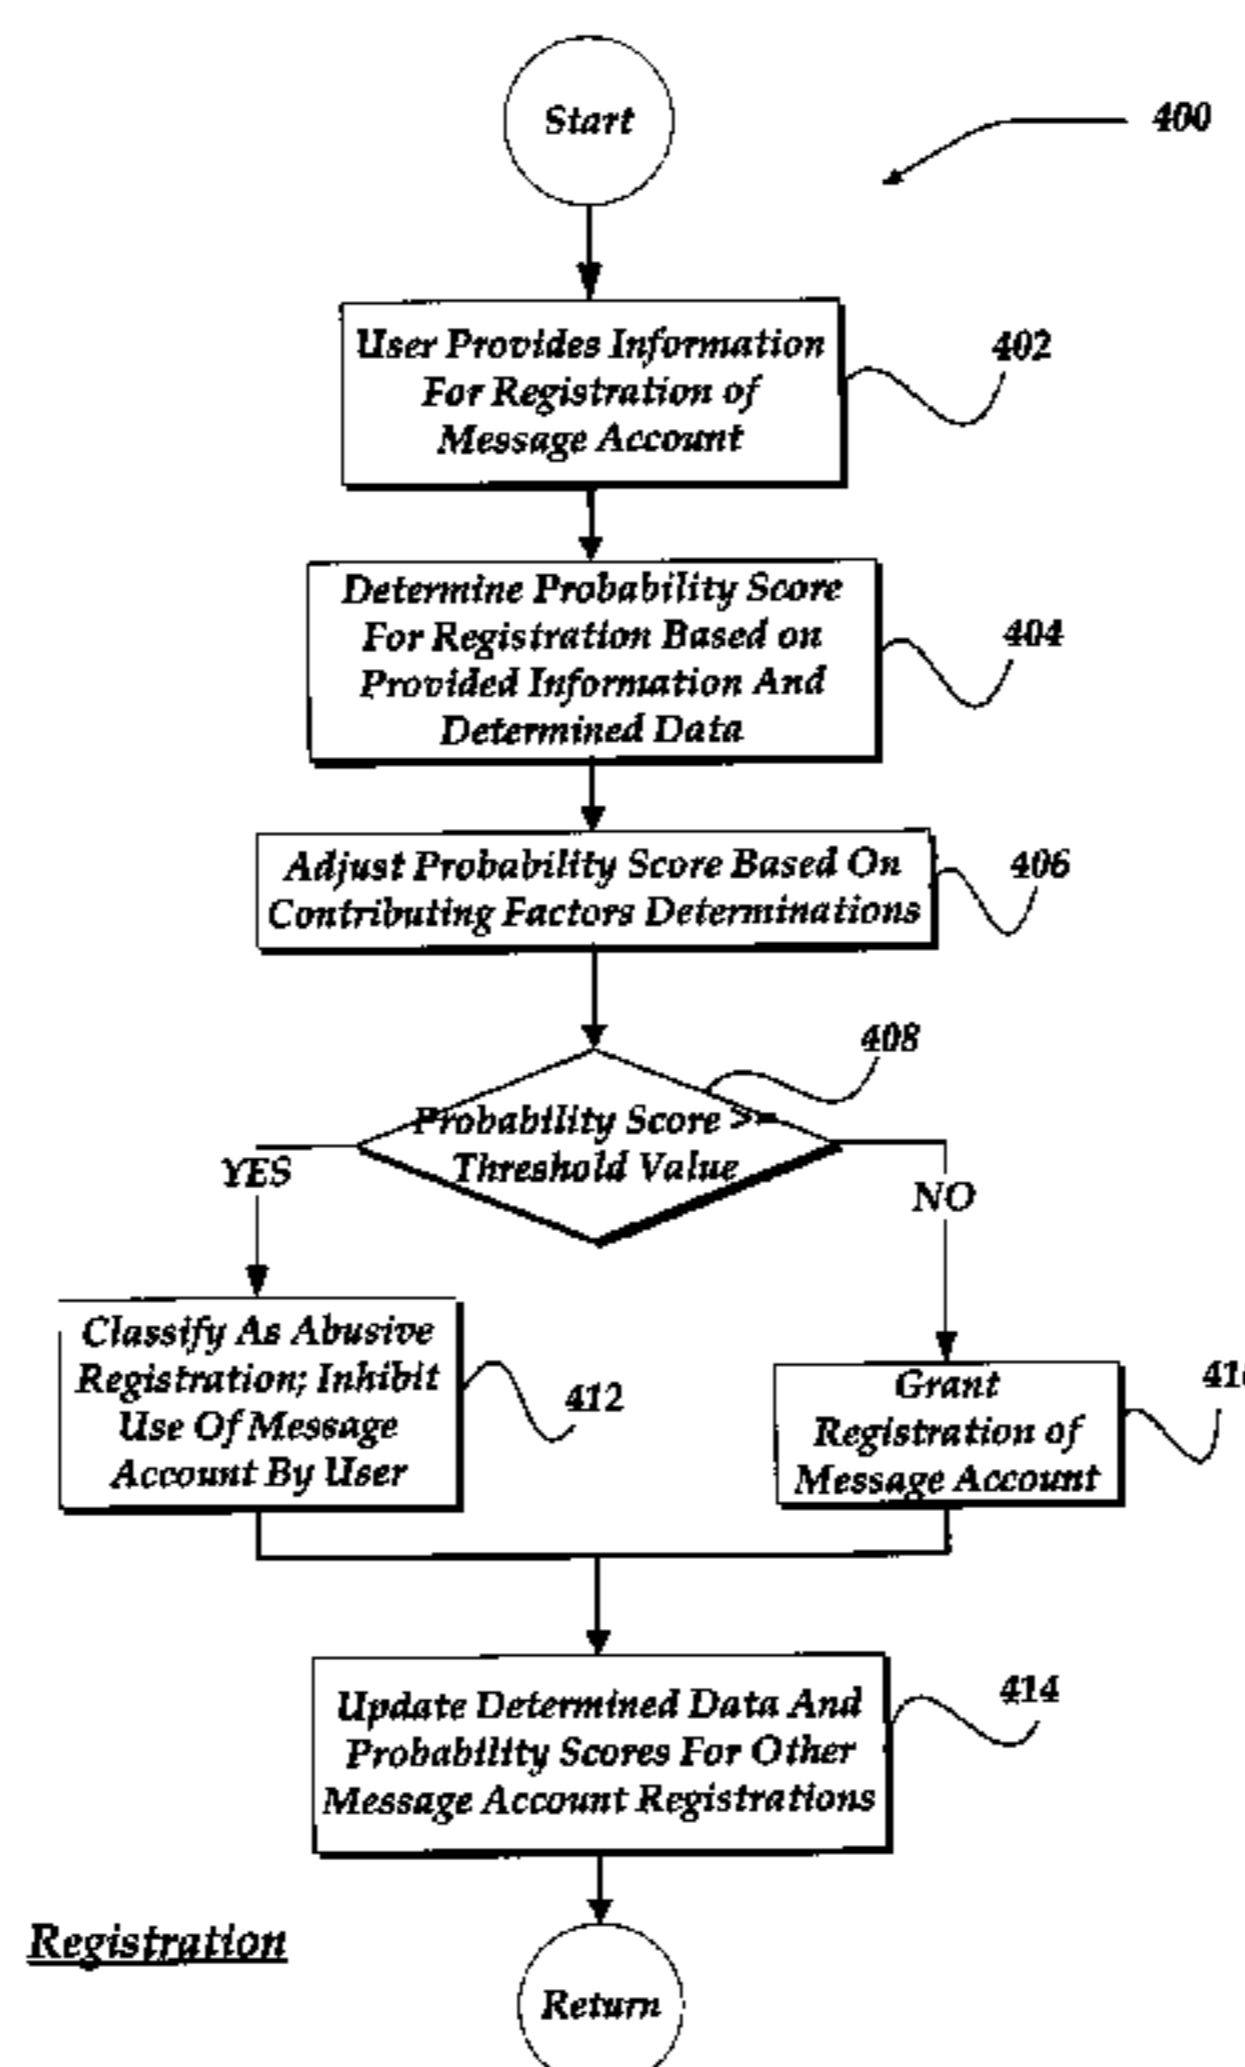 Start
400
User Provides Information
For Registration of
Message Account
402
Determine Probability Score
For Registration Based on
Provided Information And
Determined Data
404
Adjust Probability Score Based On
Contributing Factors Determinations
406
408
Probability Score >=
Threshold Value
YES
NO
Classify As Abusive
Registration; Inhibit
Use Of Message
Account By User
412
Grant
Registration of
Message Account
Update Determined Data And
Probability Scores For Other
Message Account Registrations
414
Registration
Return